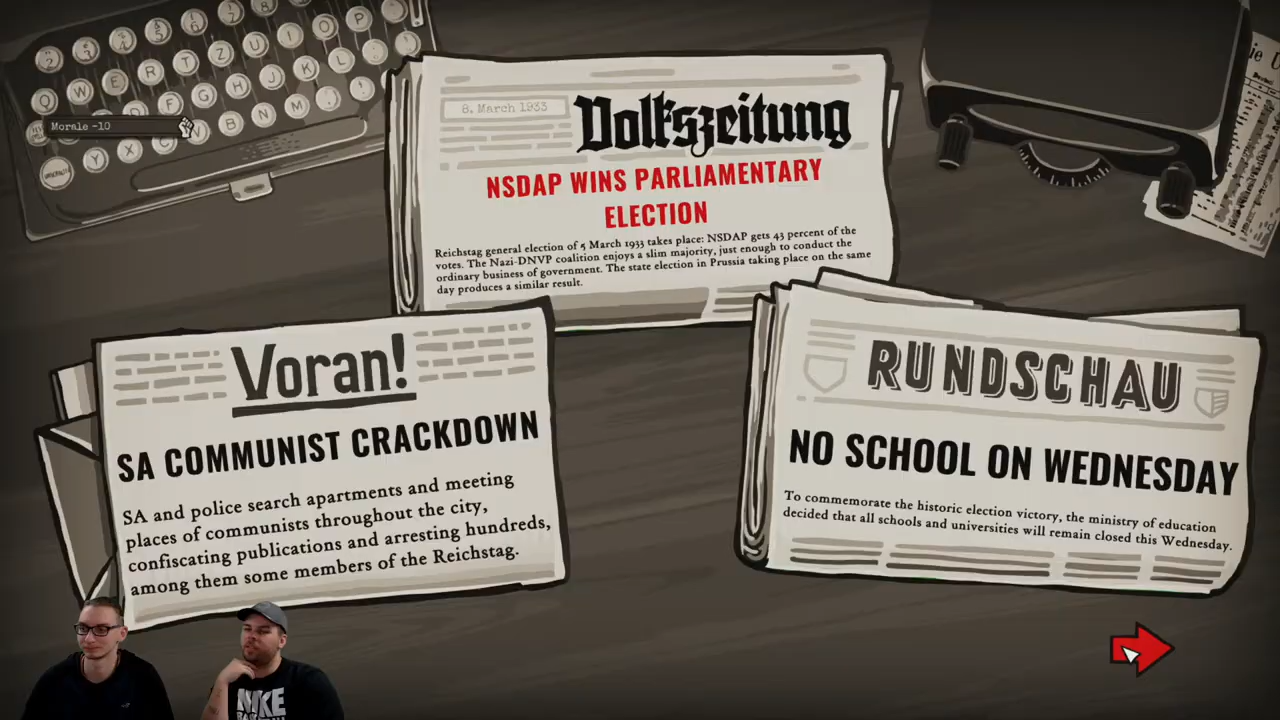 Morale -10
8. March 1933
Volkszeitung
NSDAP WINS PARLIAMENTARY
ELECTION
Reichstag general election of 5 March 1933 takes place: NSDAP gets 43 percent of the
votes. The Nazi-DNVP coalition enjoys a slim majority, just enough to conduct the
ordinary business of government. The state election in Prussia taking place on the same
day produces a similar result.
Voran!
SA COMMUNIST CRACKDOWN
SA and police search apartments and meeting
places of communists throughout the city,
confiscating publications and arresting hundreds,
among them some members of the Reichstag.
RUNDSCHAU
NO SCHOOL ON WEDNESDAY
To commemorate the historic election victory, the ministry of education
decided that all schools and universities will remain closed this Wednesday.
NIKE